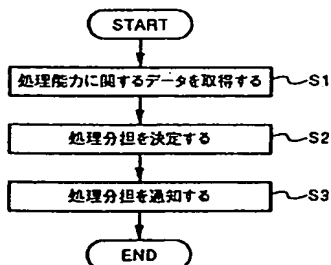 START
処理能力に関するデータを取得する
S1
処理分担を決定する
S2
処理分担を通知する
S3
END